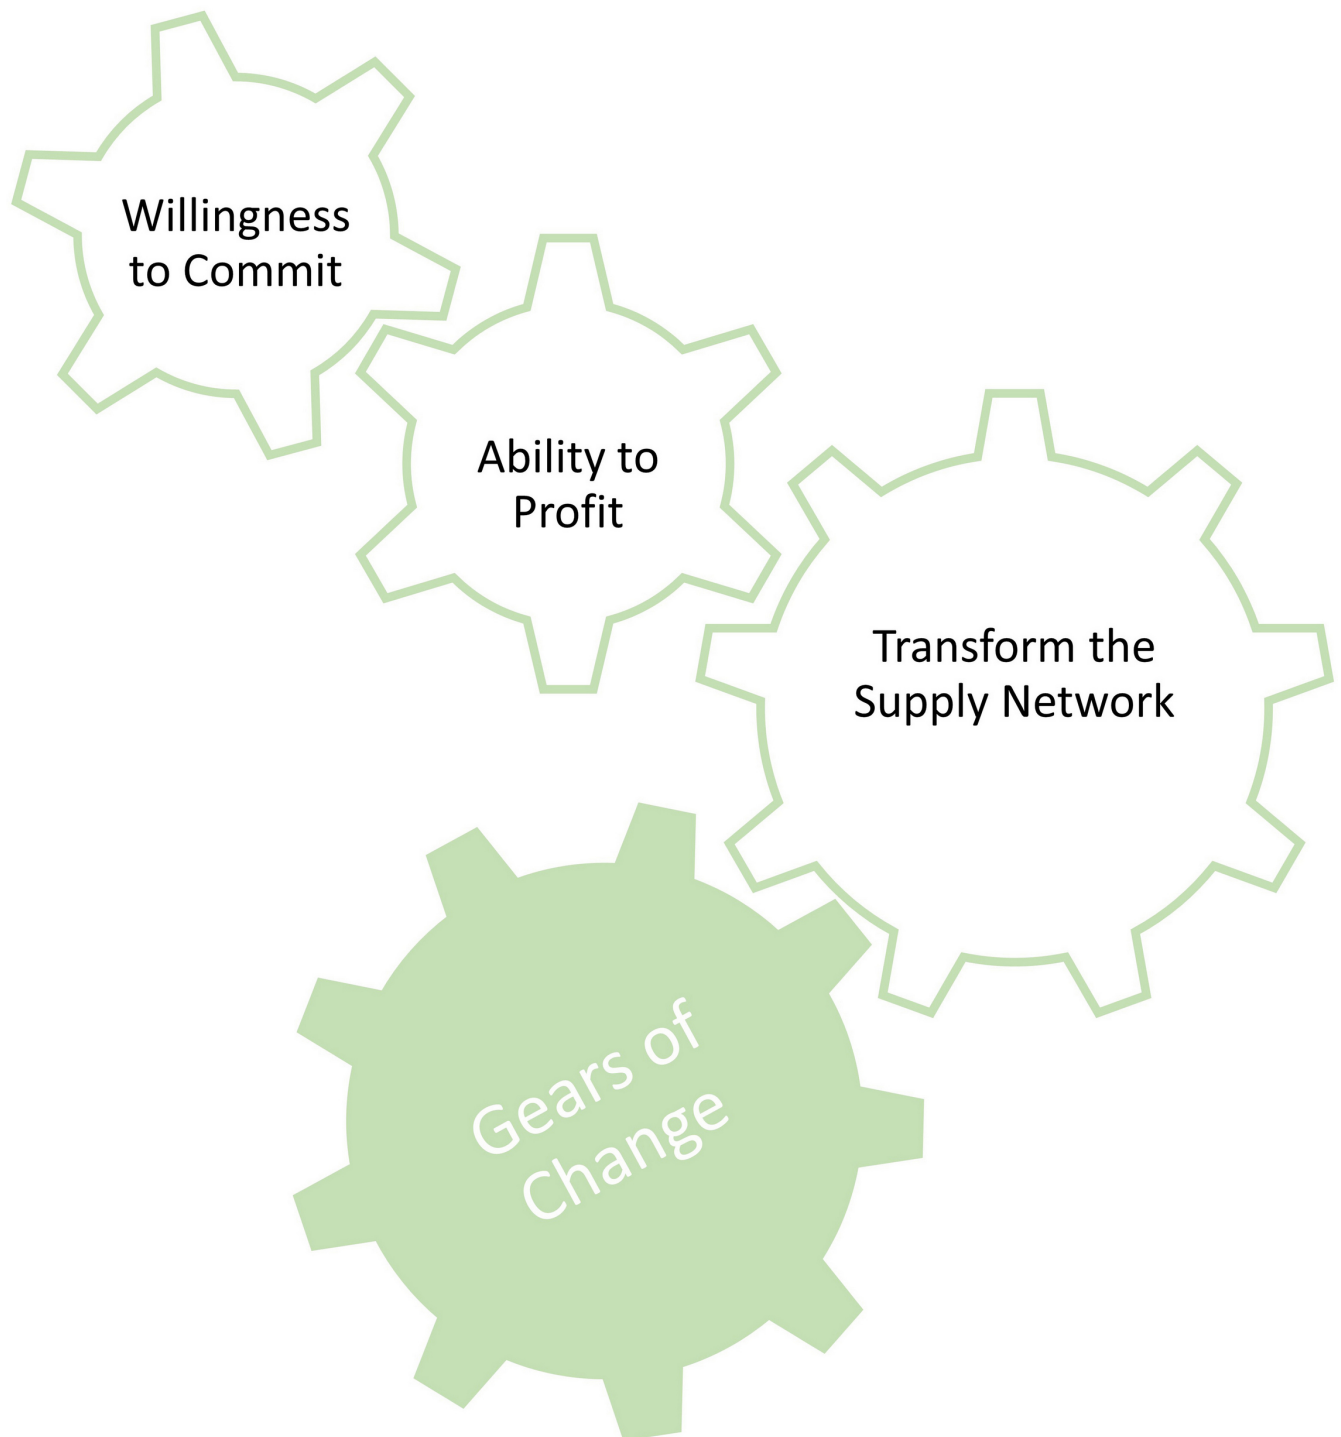 Willingness
to Commit
Ability to
Profit
Transform the
Supply Network
Gears of
Change